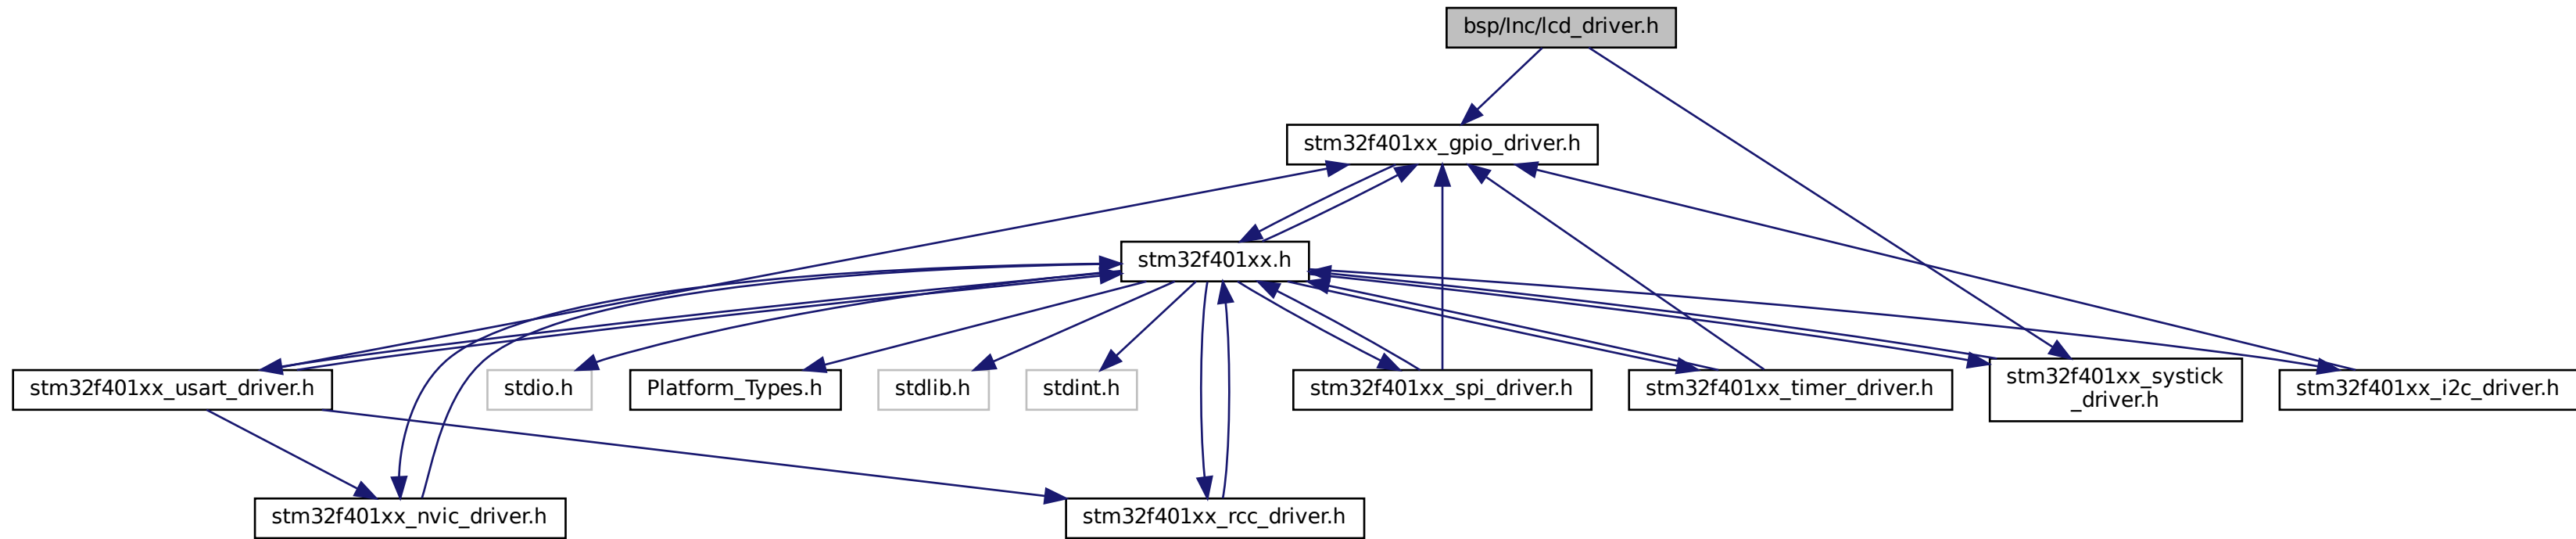 bsp/Inc/lcd_driver.h
stm32f401xx_gpio_driver.h
stm32f401xx.h
stm32f401xx_usart_driver.h
stdio.h
Platform_Types.h
stdlib.h
stdint.h
stm32f401xx_spi_driver.h
stm32f401xx_timer_driver.h
stm32f401xx_systick
_driver.h
stm32f401xx_i2c_driver.h
stm32f401xx_nvic_driver.h
stm32f401xx_rcc_driver.h